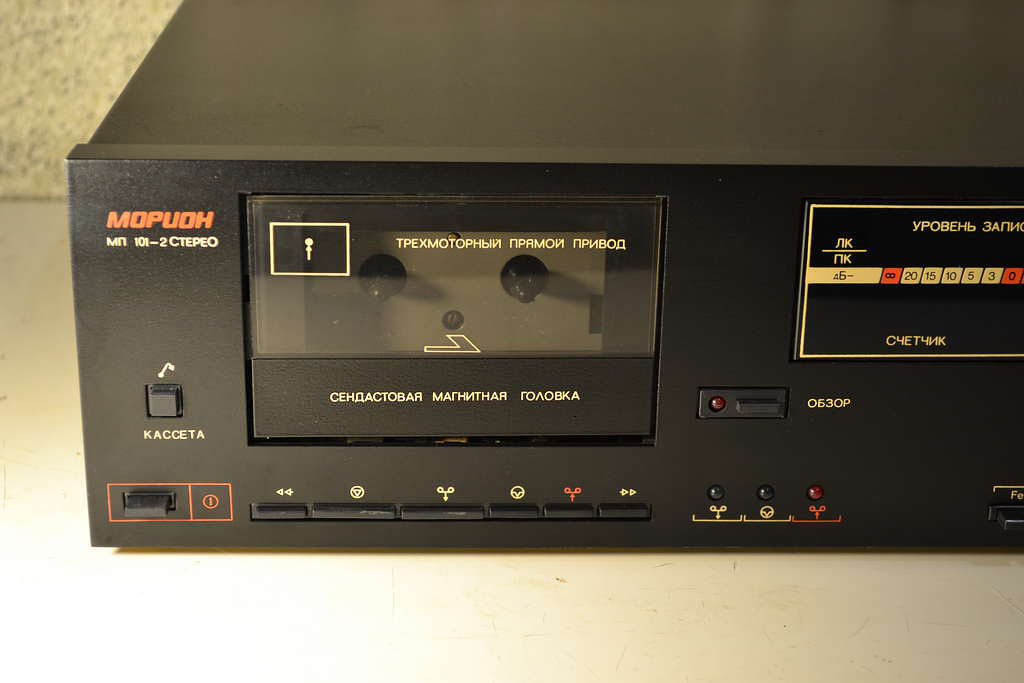 МОРИОН
МП 101-2 СТЕРЕО
ТРЕХМОТОРНЫЙ ПРЯМОЙ ПРИВОД
СЕНДАСТОВАЯ МАГНИТНАЯ ГОЛОВКА
КАССЕТА
УРОВЕНЬ ЗАПИС
ЛК
ПК
дБ- ∞ 20 15 10 5 3 0
СЧЕТЧИК
ОБЗОР
Fe